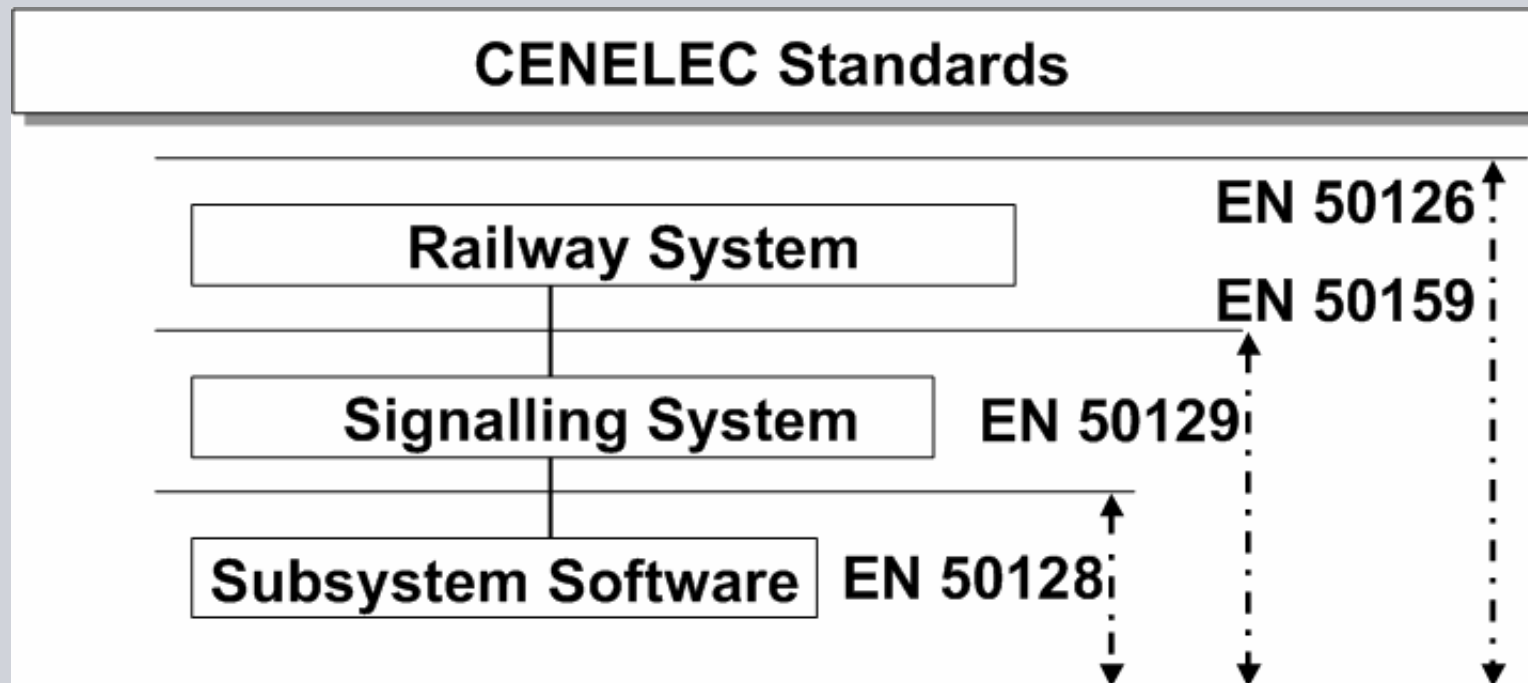 CENELEC Standards
EN 50126
Railway System
EN 50159
Signalling System
EN 50129
Subsystem Software
EN 50128